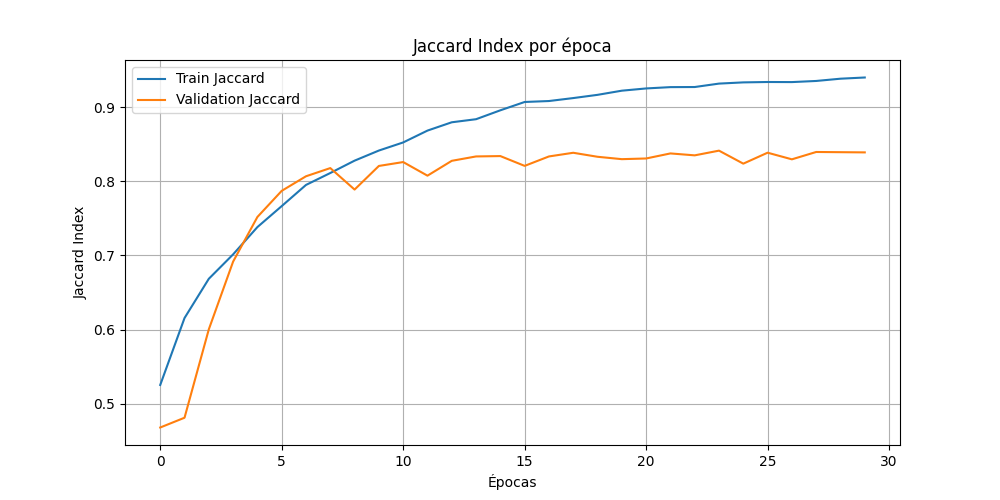 Jaccard Index por época
Train Jaccard
Validation Jaccard
Jaccard Index
0.9
0.8
0.7
0.6
0.5
0 5 10 15 20 25 30
Épocas